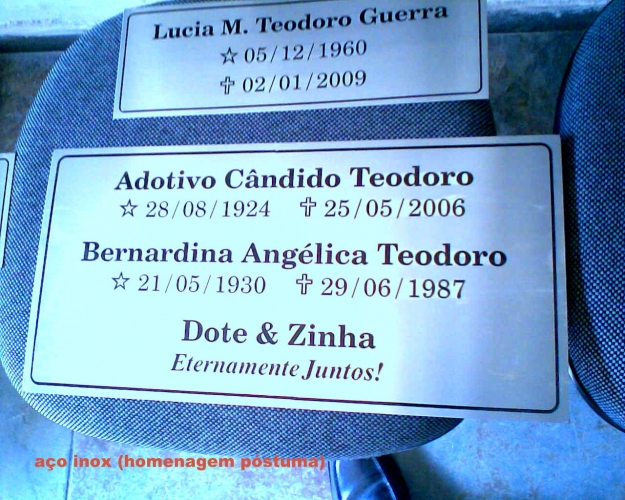 Lucia M. Teodoro Guerra
☆ 05/12/1960
✞ 02/01/2009
Adotivo Cândido Teodoro
☆ 28/08/1924 ✞ 25/05/2006
Bernardina Angélica Teodoro
☆ 21/05/1930 ✞ 29/06/1987
Dote & Zinha
Eternamente Juntos!
aço inox (homenagem póstuma)